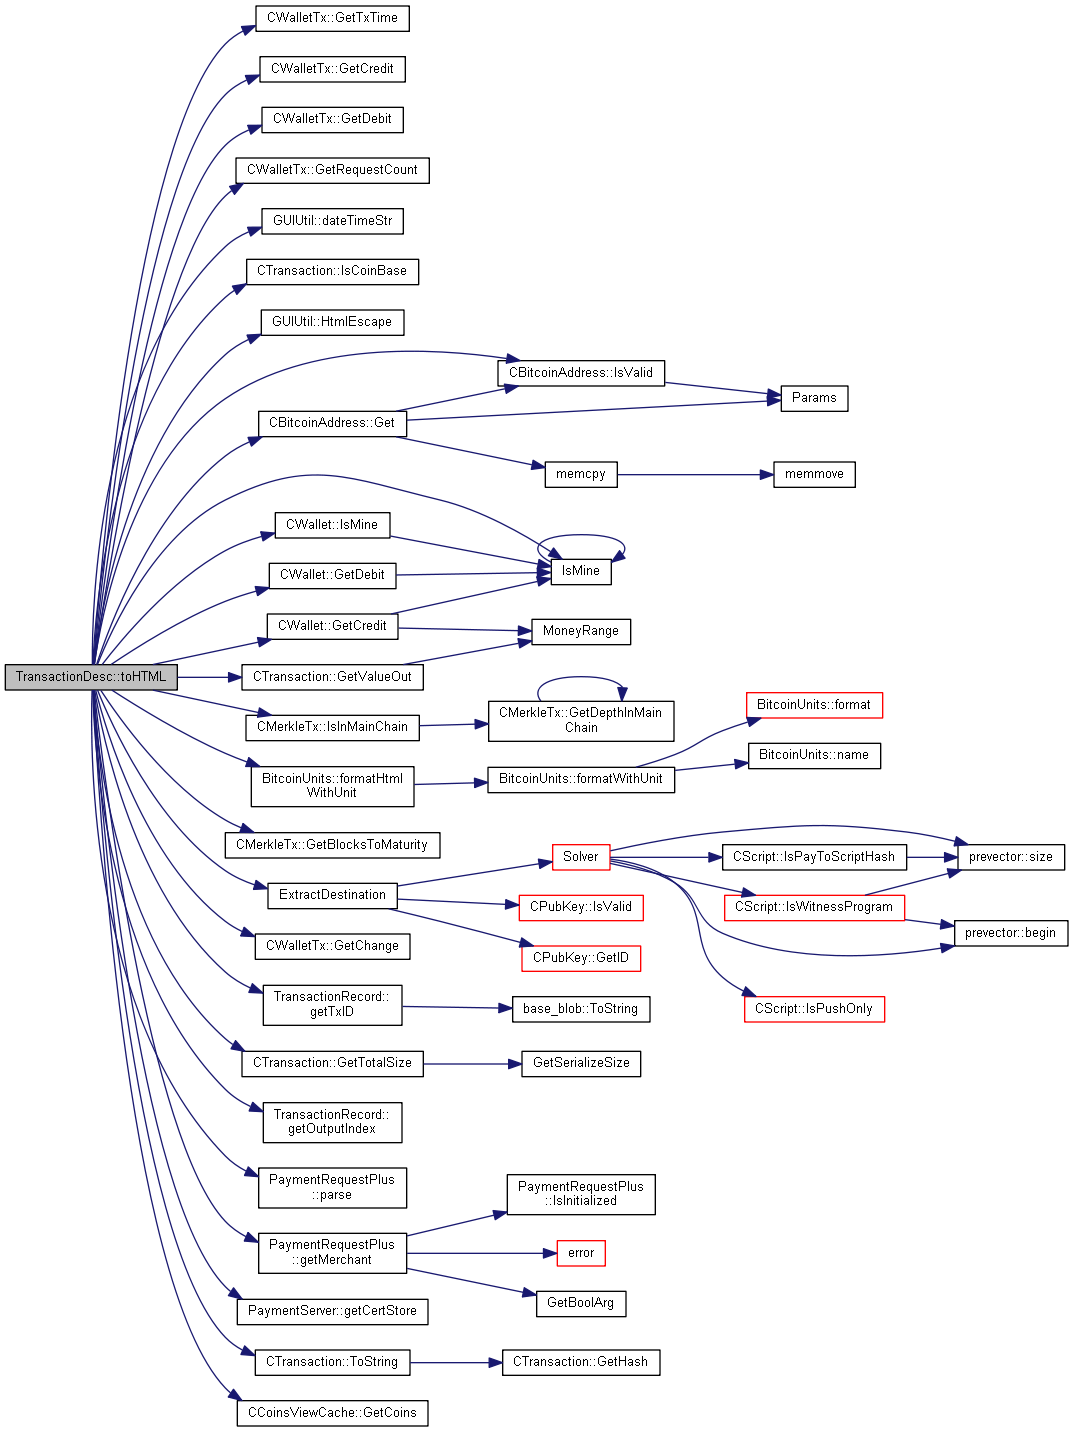 CWalletTx::GetTxTime
CWalletTx::GetCredit
CWalletTx::GetDebit
CWalletTx::GetRequestCount
GUIUtil::dateTimeStr
CTransaction::IsCoinBase
GUIUtil::HtmlEscape
CBitcoinAddress::IsValid
Params
CBitcoinAddress::Get
memcpy
memmove
CWallet::IsMine
IsMine
CWallet::GetDebit
CWallet::GetCredit
MoneyRange
TransactionDesc::toHTML
CTransaction::GetValueOut
CMerkleTx::IsInMainChain
CMerkleTx::GetDepthInMain
Chain
BitcoinUnits::format
BitcoinUnits::name
BitcoinUnits::formatHtml
WithUnit
BitcoinUnits::formatWithUnit
CMerkleTx::GetBlocksToMaturity
Solver
CScript::IsPayToScriptHash
prevector::size
ExtractDestination
CPubKey::IsValid
CScript::IsWitnessProgram
prevector::begin
CWalletTx::GetChange
CPubKey::GetID
TransactionRecord::
getTxID
base_blob::ToString
CScript::IsPushOnly
CTransaction::GetTotalSize
GetSerializeSize
TransactionRecord::
getOutputIndex
PaymentRequestPlus
::parse
PaymentRequestPlus
::IsInitialized
PaymentRequestPlus
::getMerchant
error
GetBoolArg
PaymentServer::getCertStore
CTransaction::ToString
CTransaction::GetHash
CCoinsViewCache::GetCoins